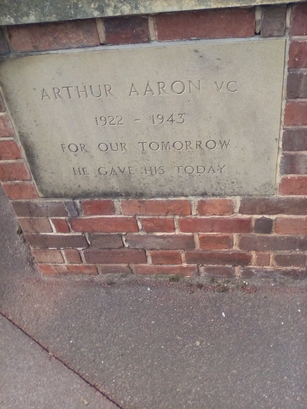 ARTHUR AARON VC
1922 - 1943
FOR OUR TOMORROW
HE GAVE HIS TODAY